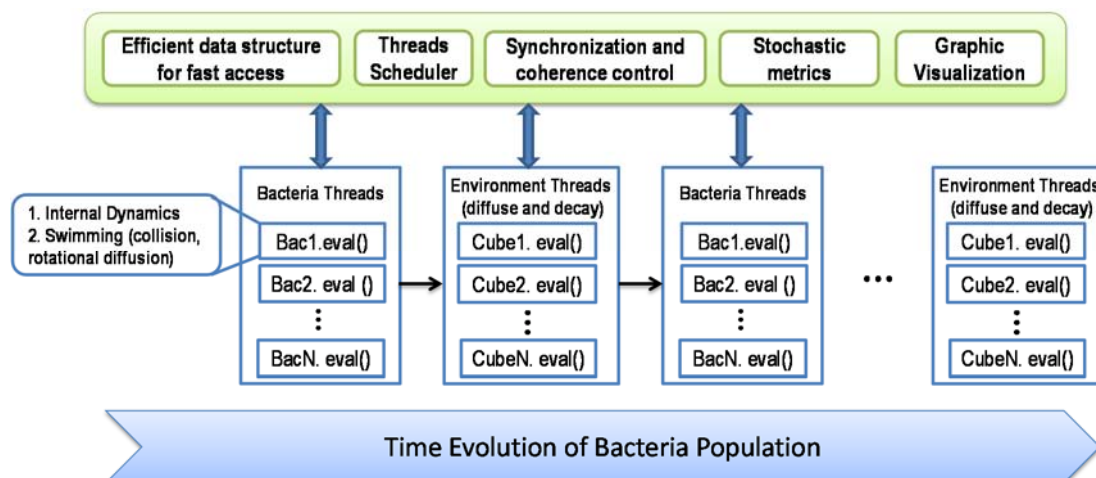 Efficient data structure
for fast access
Threads
Scheduler
Synchronization and
coherence control
Stochastic
metrics
Graphic
Visualization
1. Internal Dynamics
2. Swimming (collision,
rotational diffusion)
Bacteria Threads
Bac1.eval()
Bac2. eval ()
⋮
BacN. eval()
Environment Threads
(diffuse and decay)
Cube1. eval()
Cube2. eval()
⋮
CubeN. eval()
Bacteria Threads
Bac1.eval()
Bac2. eval ()
⋮
BacN. eval()
...
Environment Threads
(diffuse and decay)
Cube1. eval()
Cube2. eval()
⋮
CubeN. eval()
Time Evolution of Bacteria Population